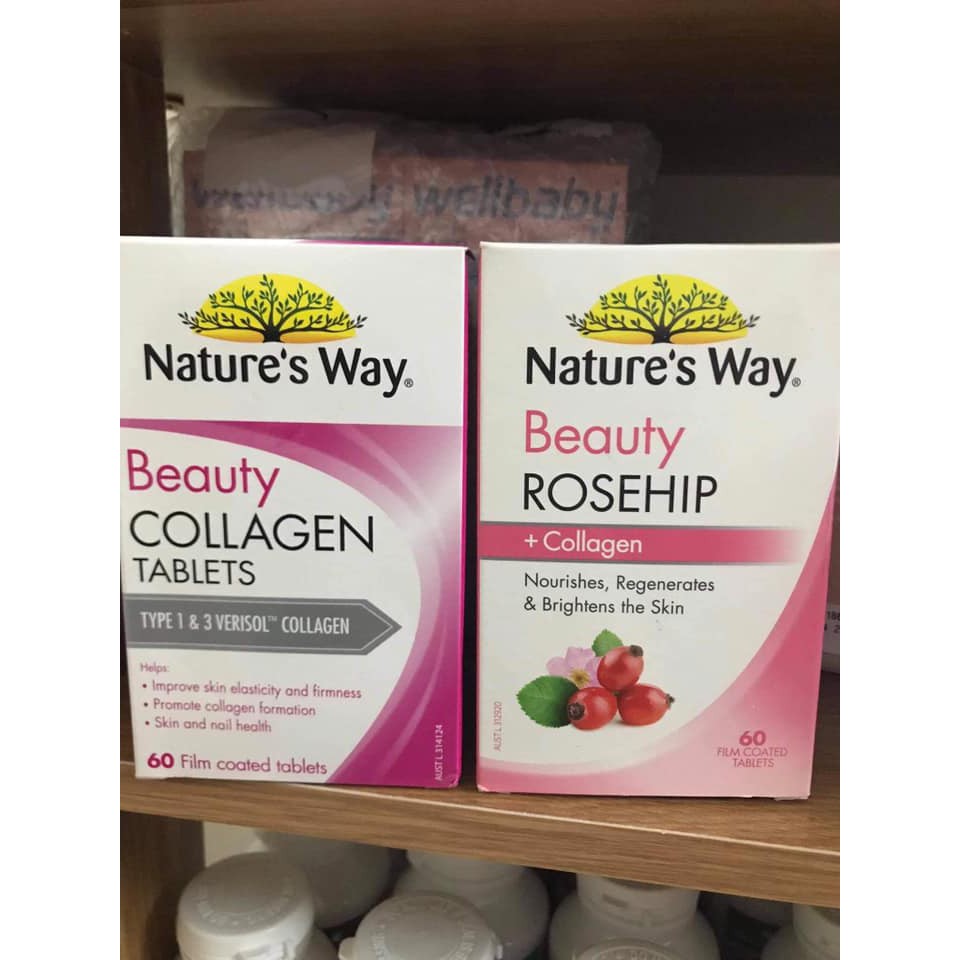 wellbaby
Nature's Way®
Beauty
COLLAGEN
TABLETS
TYPE 1 & 3 VERISOL™ COLLAGEN
Helps:
• Improve skin elasticity and firmness
• Promote collagen formation
• Skin and nail health
60 Film coated tablets
AUST L 314124
Nature's Way®
Beauty
ROSEHIP
+ Collagen
Nourishes, Regenerates
& Brightens the Skin
AUST L 312920
60
FILM COATED
TABLETS